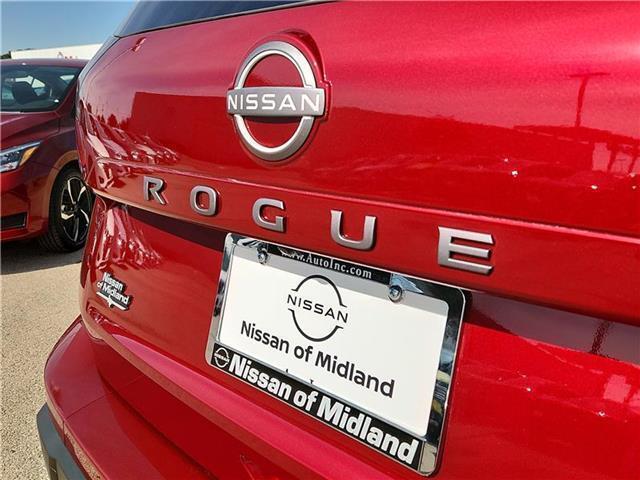 NISSAN
ROGUE
www.AutoInc.com
NISSAN
Nissan of Midland
Nissan of Midland
Nissan
of Midland